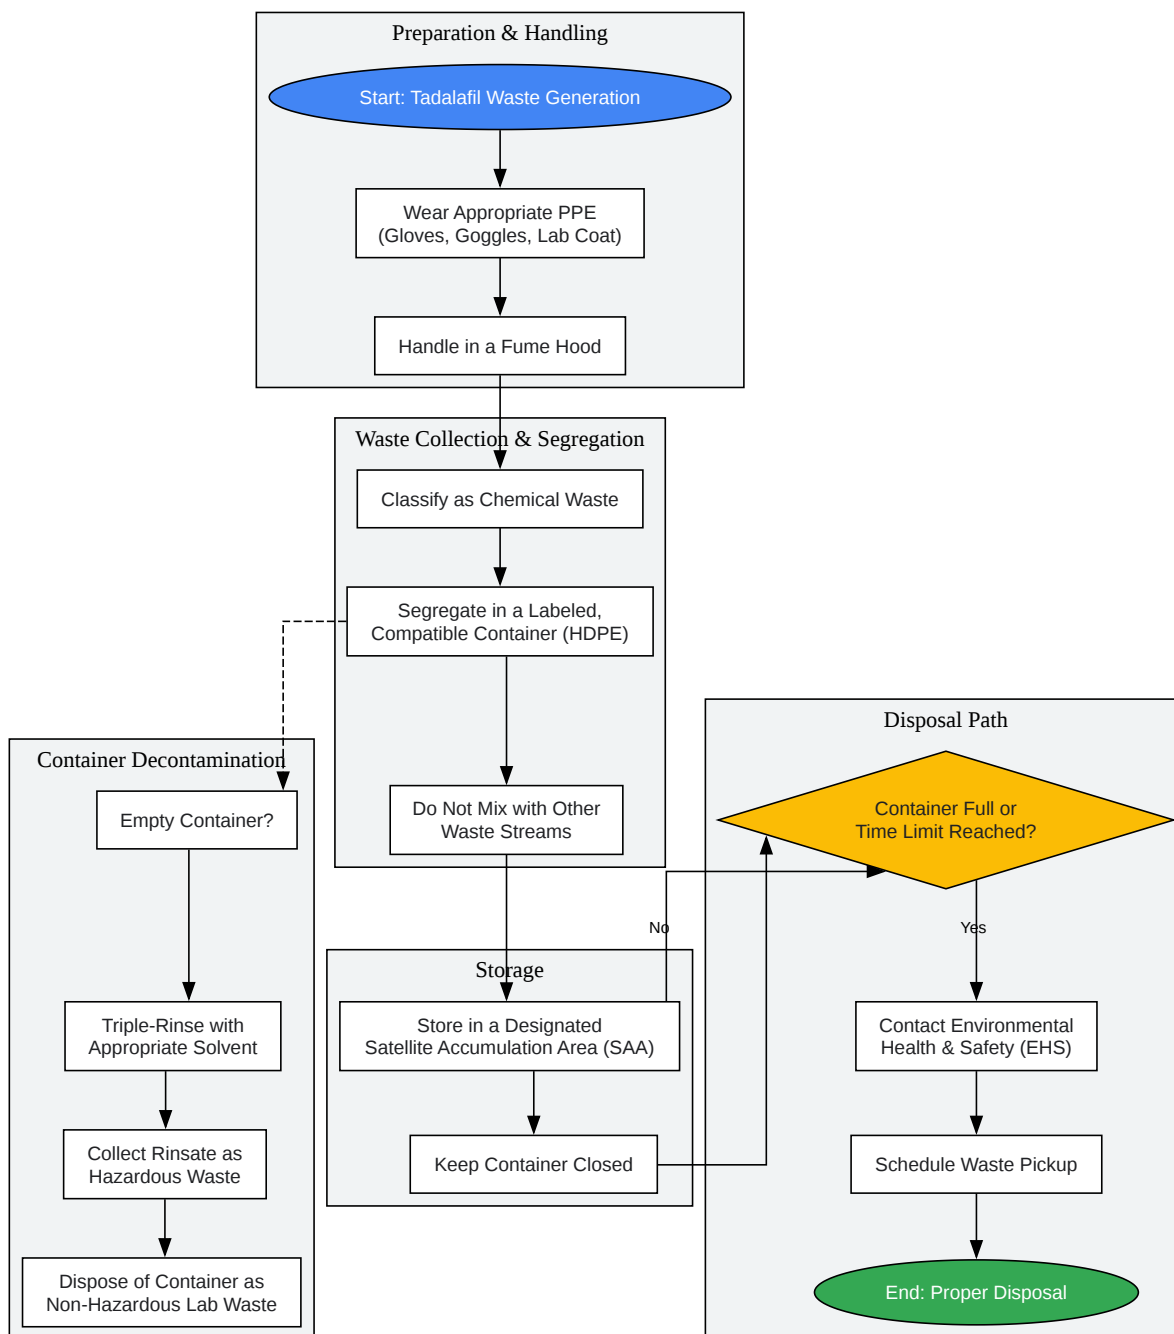 Preparation & Handling
Start: Tadalafil Waste Generation
Wear Appropriate PPE
(Gloves, Goggles, Lab Coat)
Handle in a Fume Hood
Waste Collection & Segregation
Classify as Chemical Waste
Segregate in a Labeled,
Compatible Container (HDPE)
Do Not Mix with Other
Waste Streams
Container Decontamination
Empty Container?
Triple-Rinse with
Appropriate Solvent
Collect Rinsate as
Hazardous Waste
Dispose of Container as
Non-Hazardous Lab Waste
Storage
Store in a Designated
Satellite Accumulation Area (SAA)
Keep Container Closed
Disposal Path
Container Full or
Time Limit Reached?
No
Yes
Contact Environmental
Health & Safety (EHS)
Schedule Waste Pickup
End: Proper Disposal